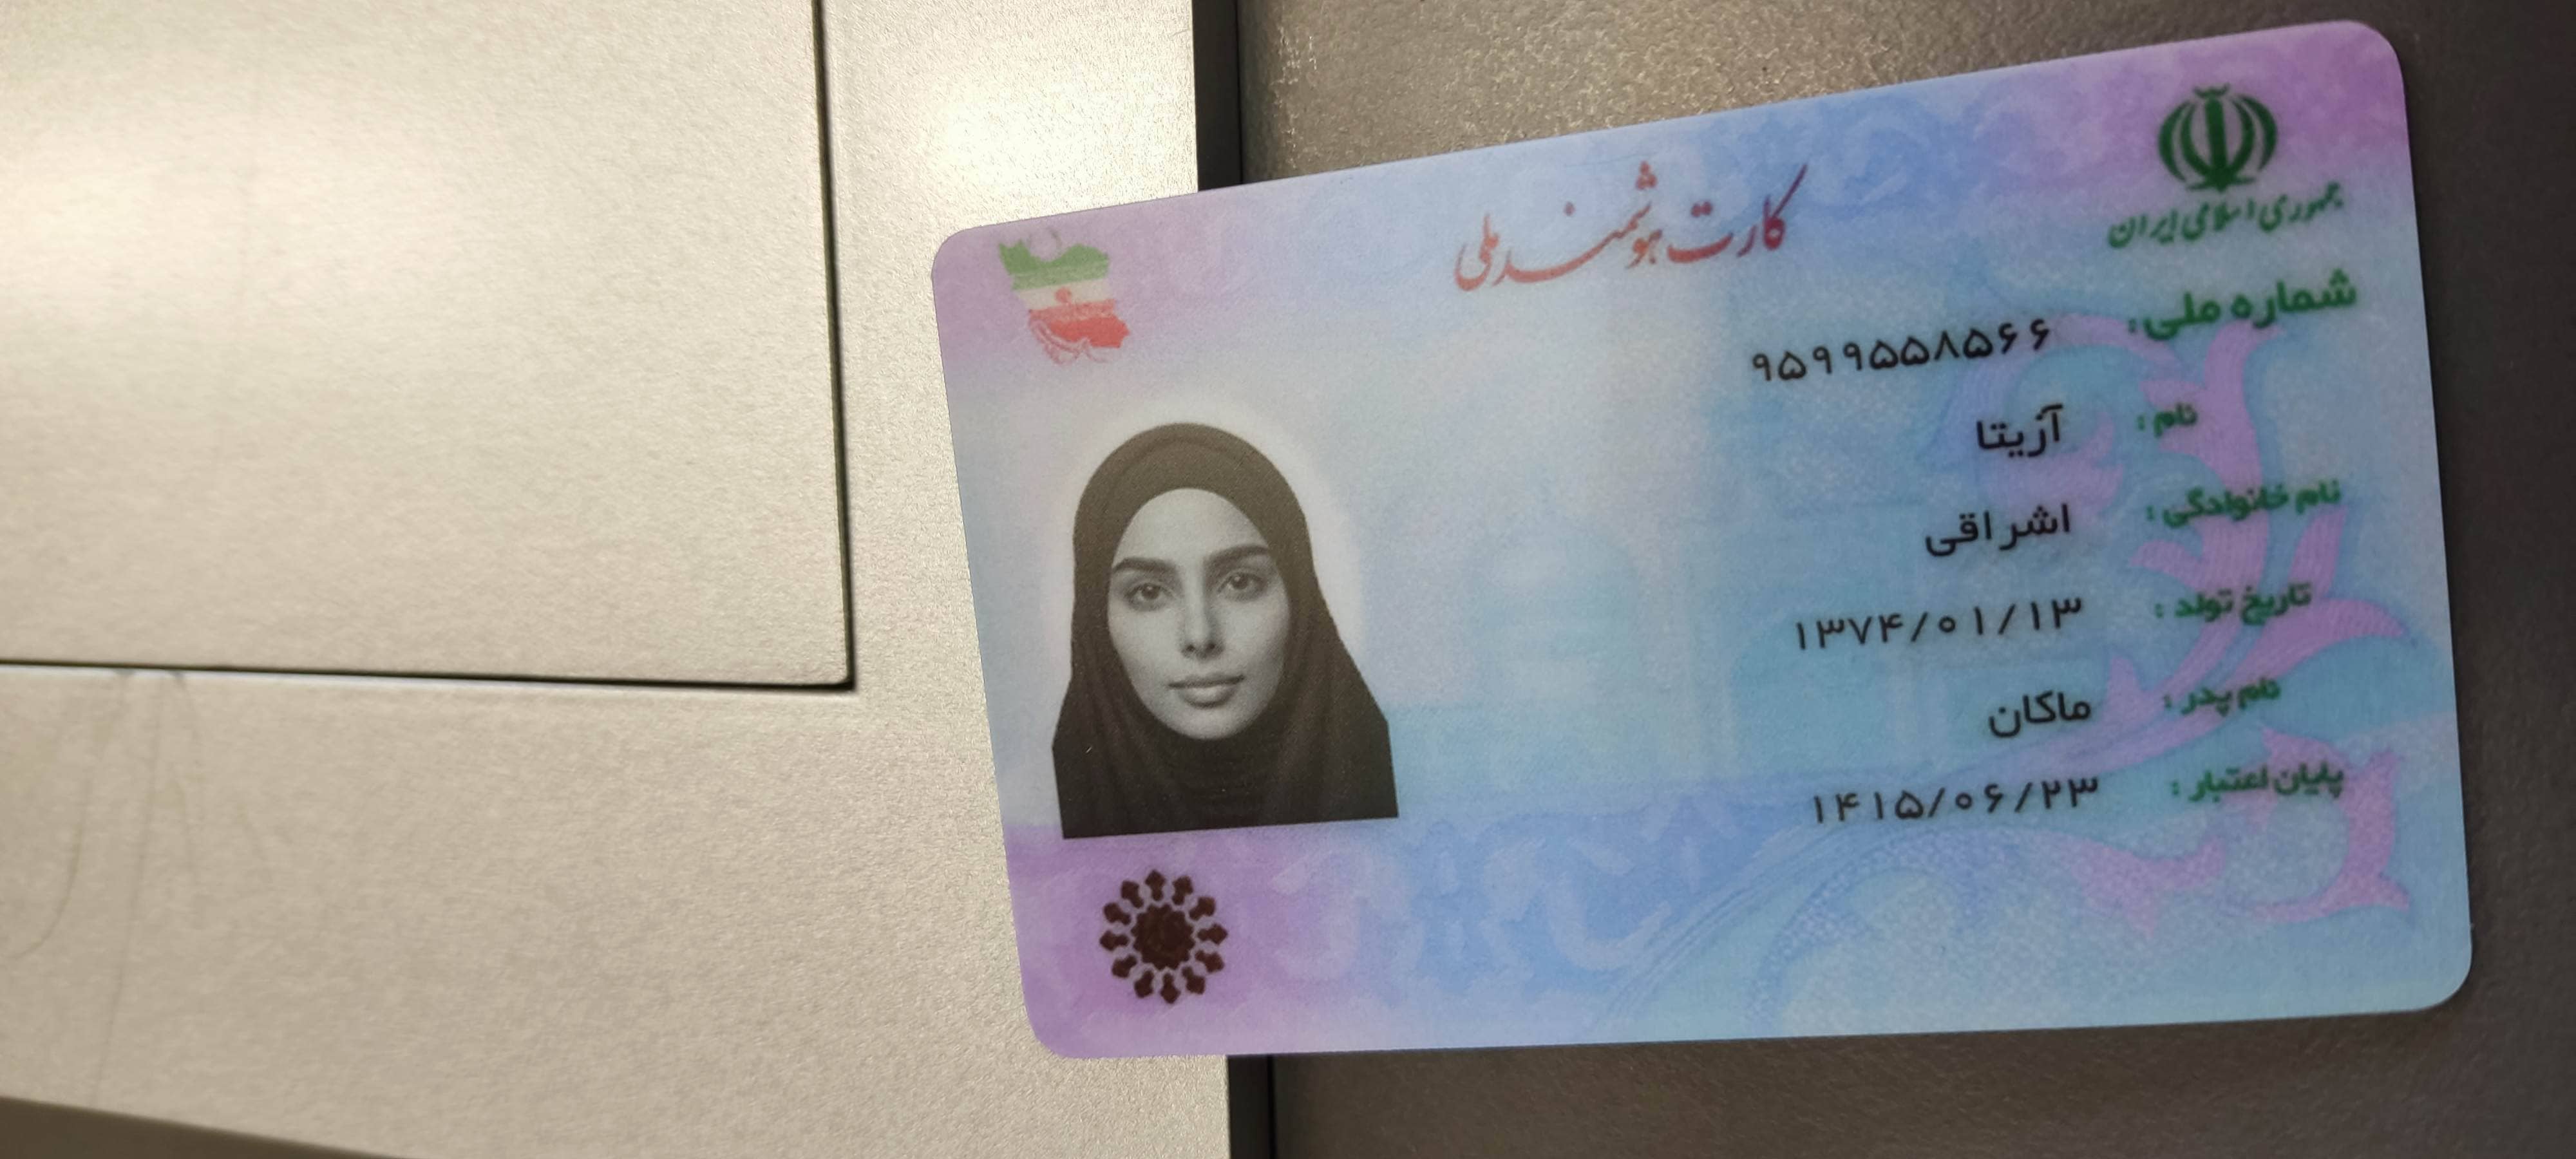 جمهوری اسلامی ایران
کارت هوشمند ملی
شماره ملی: ۹۵۹۹۵۵۸۵۶۶
نام: آزیتا
نام خانوادگی: اشراقی
تاریخ تولد: ۱۳۷۴/۰۱/۱۳
نام پدر: ماکان
پایان اعتبار: ۱۴۱۵/۰۶/۲۳